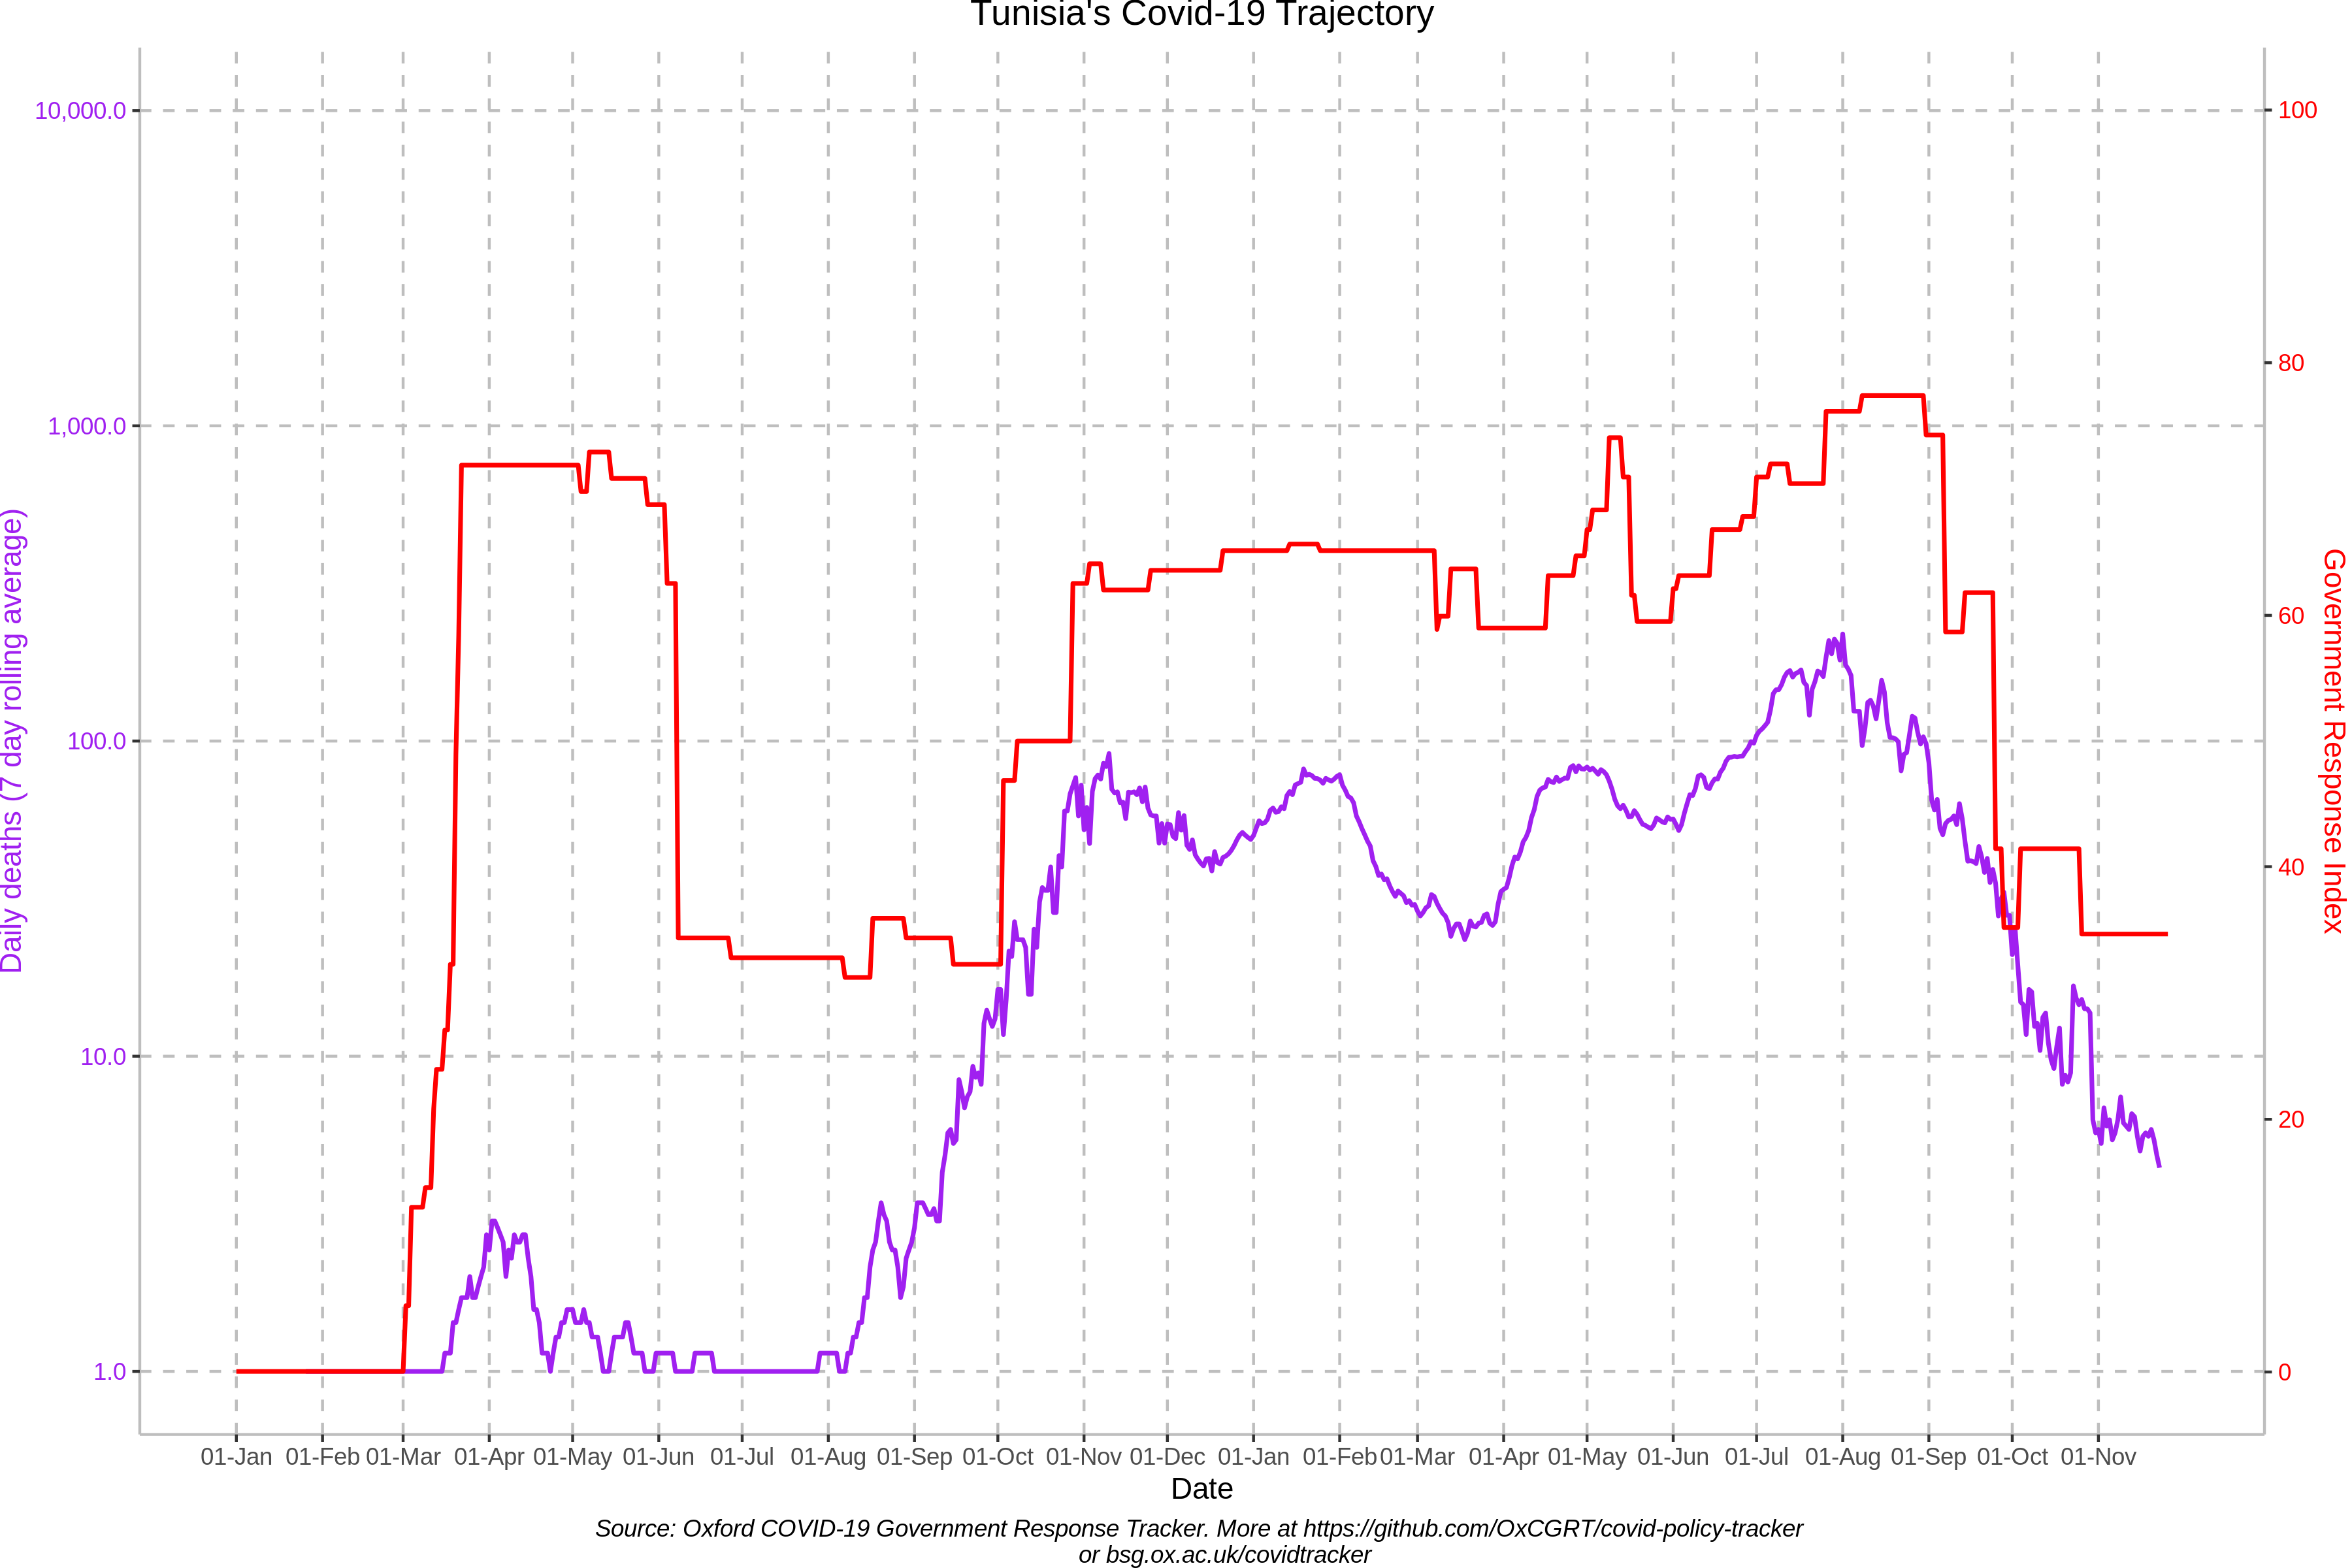 Tunisia's Covid-19 Trajectory
10,000.0
1,000.0
100.0
10.0
1.0
Daily deaths (7 day rolling average)
100
80
60
40
20
0
Government Response Index
01-Jan 01-Feb 01-Mar 01-Apr 01-May 01-Jun 01-Jul 01-Aug 01-Sep 01-Oct 01-Nov 01-Dec 01-Jan 01-Feb 01-Mar 01-Apr 01-May 01-Jun 01-Jul 01-Aug 01-Sep 01-Oct 01-Nov
Date
Source: Oxford COVID-19 Government Response Tracker. More at https://github.com/OxCGRT/covid-policy-tracker
or bsg.ox.ac.uk/covidtracker